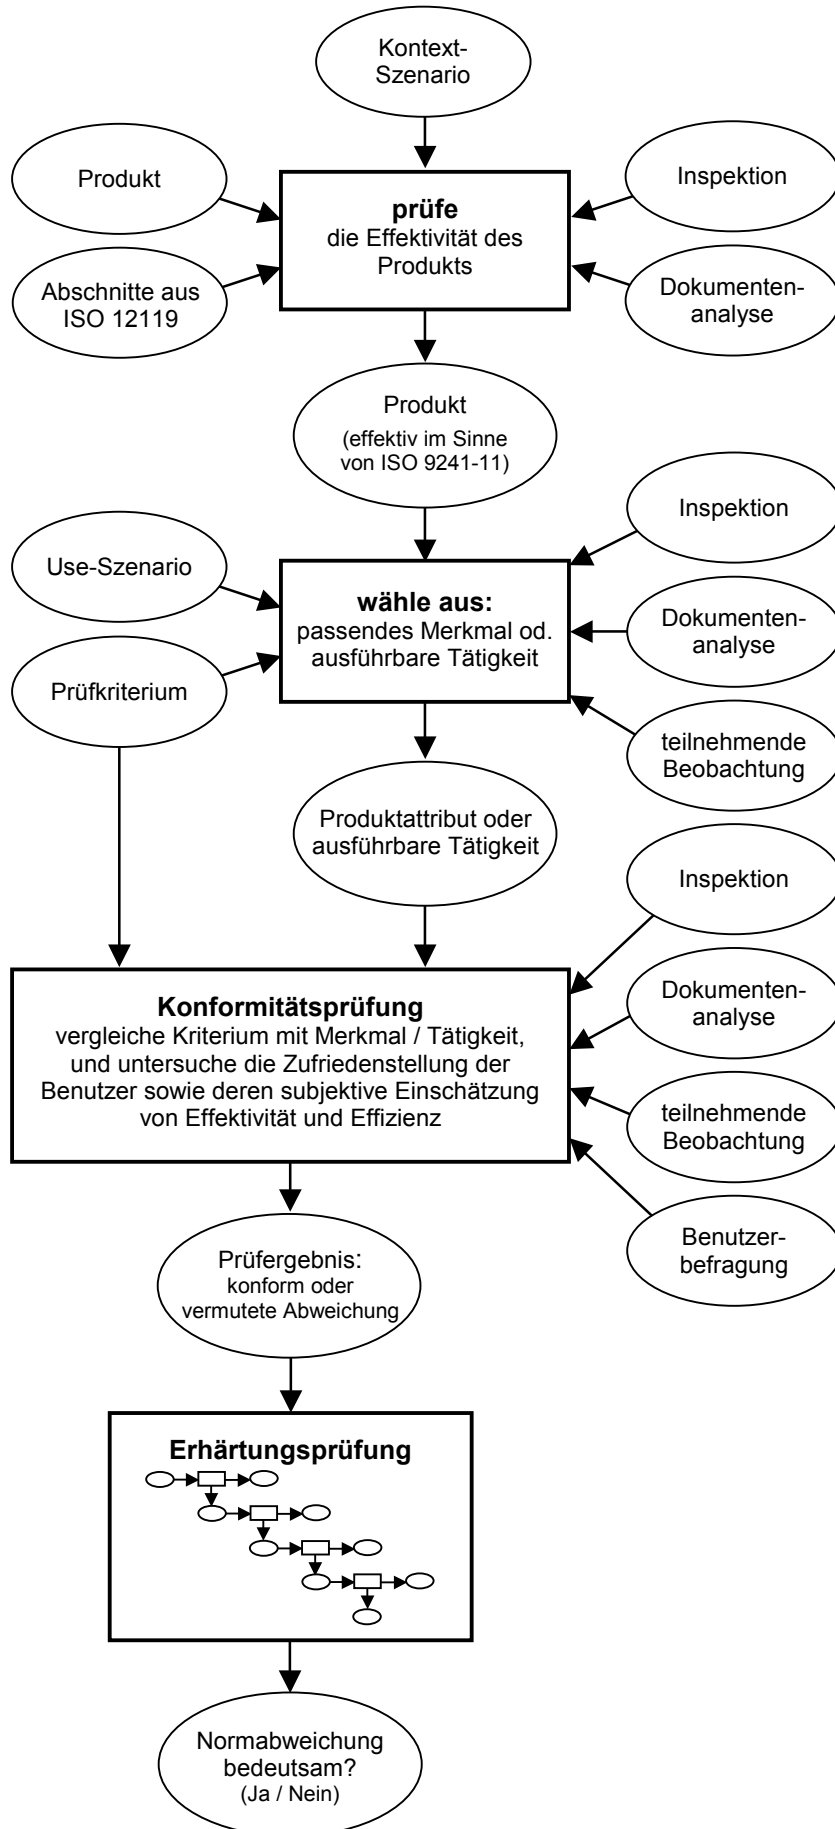 Kontext-
Szenario
Produkt
Inspektion
prüfe
die Effektivität des
Produkts
Abschnitte aus
ISO 12119
Dokumenten-
analyse
Produkt
(effektiv im Sinne
von ISO 9241-11)
Inspektion
Use-Szenario
wähle aus:
passendes Merkmal od.
ausführbare Tätigkeit
Dokumenten-
analyse
Prüfkriterium
teilnehmende
Beobachtung
Produktattribut oder
ausführbare Tätigkeit
Inspektion
Konformitätsprüfung
vergleiche Kriterium mit Merkmal / Tätigkeit,
und untersuche die Zufriedenstellung der
Benutzer sowie deren subjektive Einschätzung
von Effektivität und Effizienz
Dokumenten-
analyse
teilnehmende
Beobachtung
Benutzer-
befragung
Prüfergebnis:
konform oder
vermutete Abweichung
Erhärtungsprüfung
Normabweichung
bedeutsam?
(Ja / Nein)